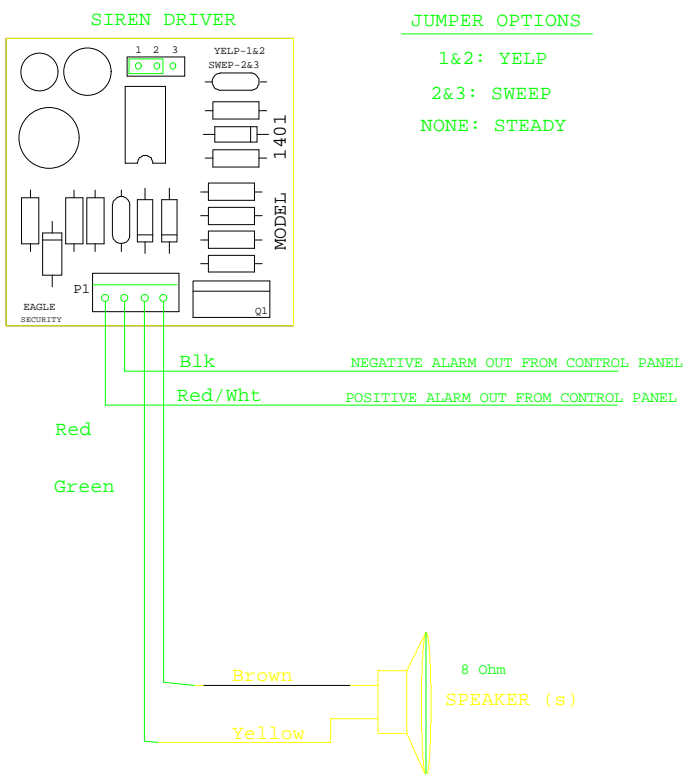 SIREN DRIVER
JUMPER OPTIONS
1 2 3
YELP-1&2
SWEP-2&3
1&2: YELP
2&3: SWEEP
NONE: STEADY
MODEL 1401
P1
Q1
EAGLE
SECURITY
Blk
NEGATIVE ALARM OUT FROM CONTROL PANEL
Red/Wht
POSITIVE ALARM OUT FROM CONTROL PANEL
Red
Green
8 Ohm
Brown
SPEAKER (s)
Yellow